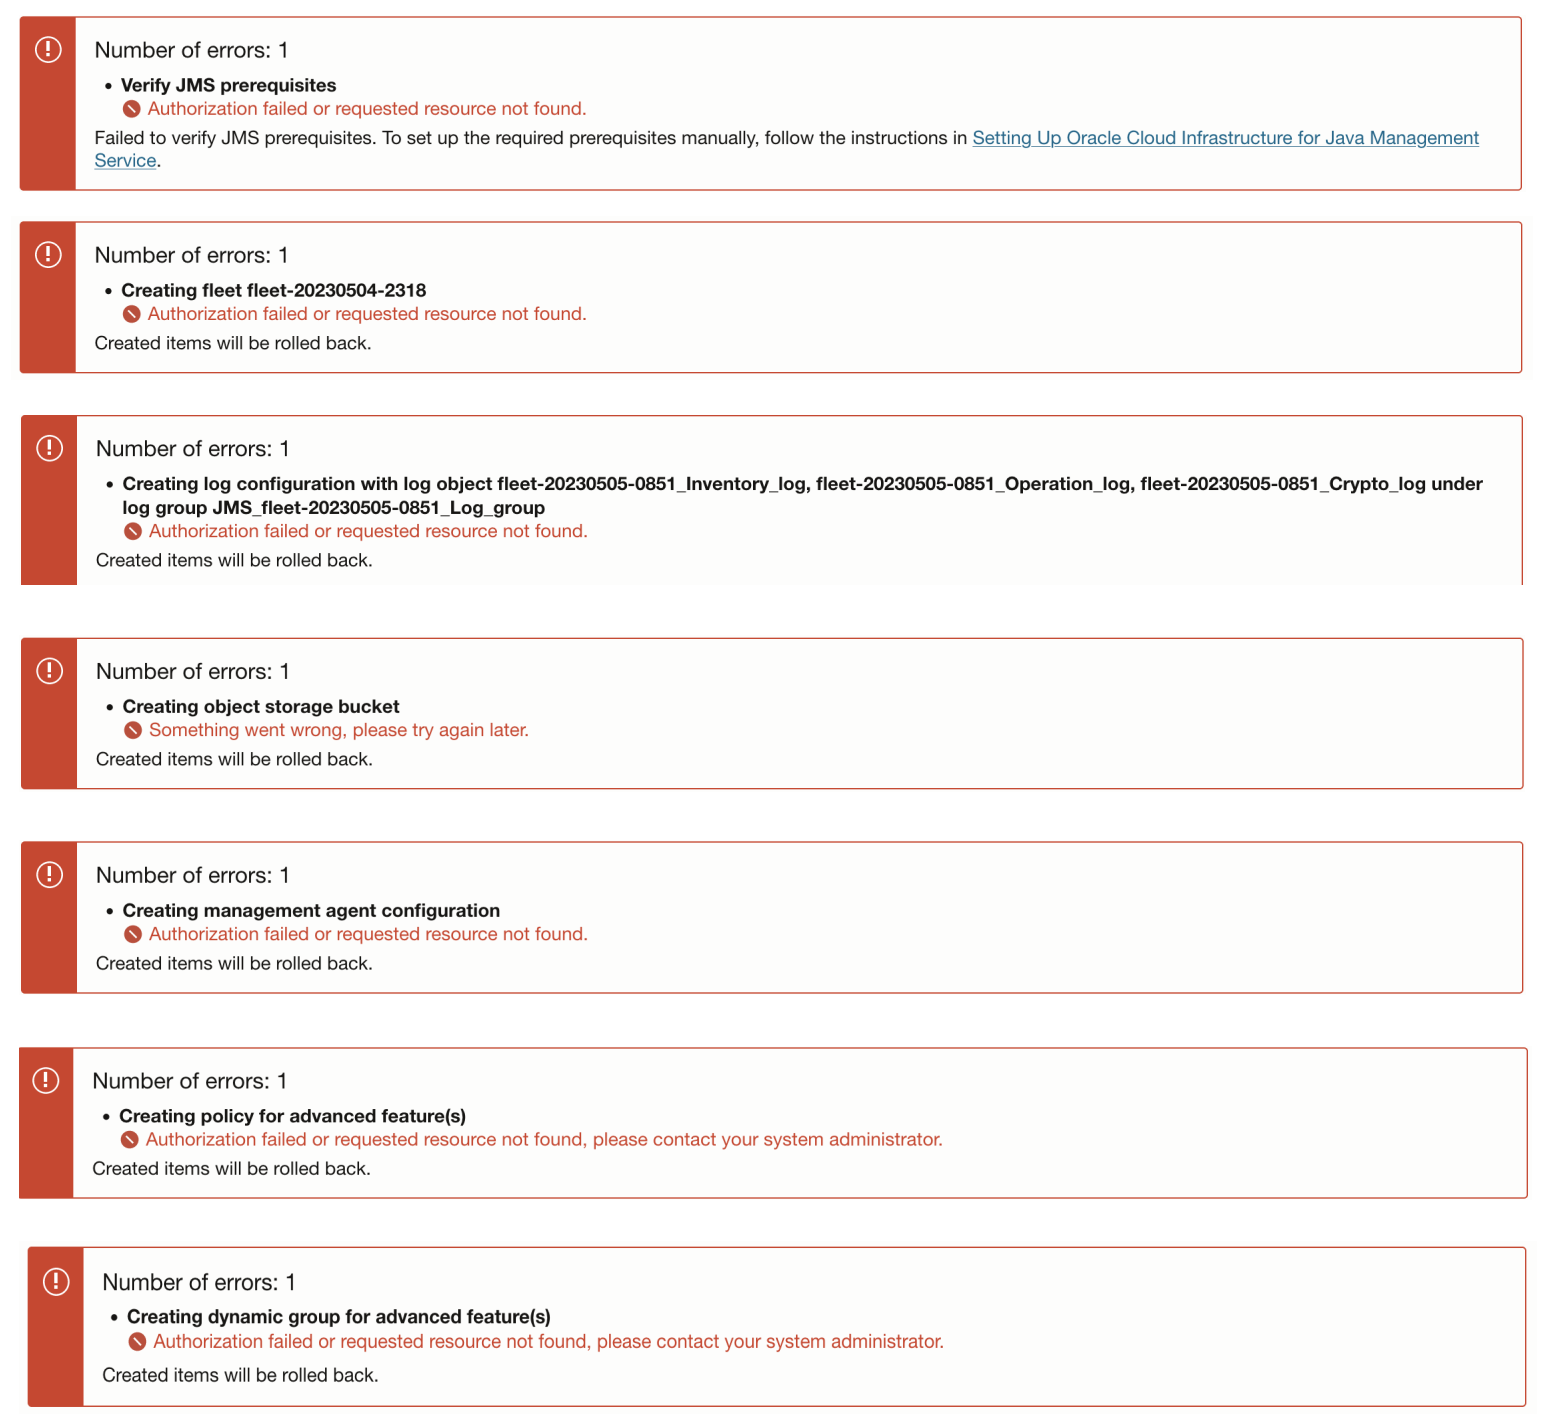 Number of errors: 1
• Verify JMS prerequisites
Authorization failed or requested resource not found.
Failed to verify JMS prerequisites. To set up the required prerequisites manually, follow the instructions in Setting Up Oracle Cloud Infrastructure for Java Management
Service.
Number of errors: 1
• Creating fleet fleet-20230504-2318
Authorization failed or requested resource not found.
Created items will be rolled back.
Number of errors: 1
• Creating log configuration with log object fleet-20230505-0851_Inventory_log, fleet-20230505-0851_Operation_log, fleet-20230505-0851_Crypto_log under
log group JMS_fleet-20230505-0851_Log_group
Authorization failed or requested resource not found.
Created items will be rolled back.
Number of errors: 1
• Creating object storage bucket
Something went wrong, please try again later.
Created items will be rolled back.
Number of errors: 1
• Creating management agent configuration
Authorization failed or requested resource not found.
Created items will be rolled back.
Number of errors: 1
• Creating policy for advanced feature(s)
Authorization failed or requested resource not found, please contact your system administrator.
Created items will be rolled back.
Number of errors: 1
• Creating dynamic group for advanced feature(s)
Authorization failed or requested resource not found, please contact your system administrator.
Created items will be rolled back.